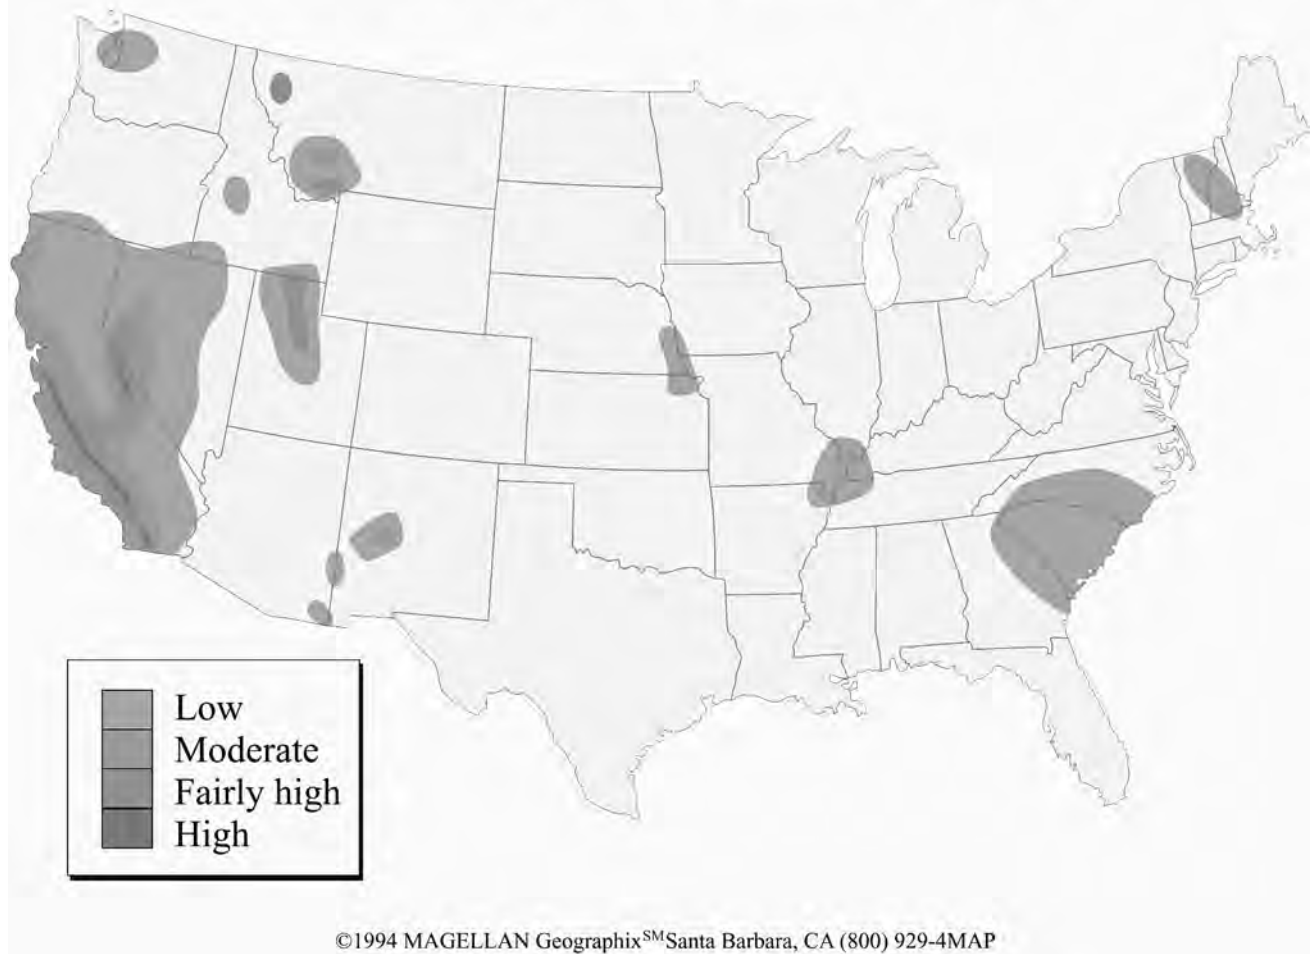 Low
Moderate
Fairly high
High
©1994 MAGELLAN Geographix℠Santa Barbara, CA (800) 929-4MAP